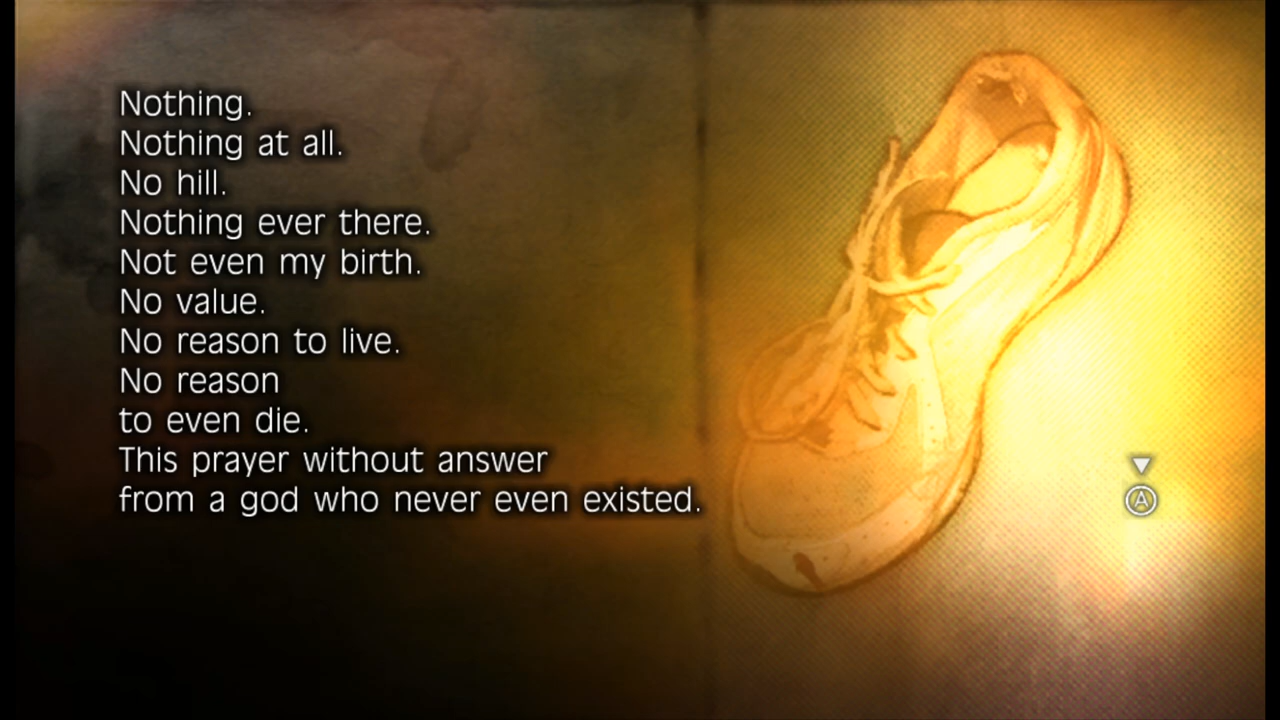 Nothing.
Nothing at all.
No hill.
Nothing ever there.
Not even my birth.
No value.
No reason to live.
No reason
to even die.
This prayer without answer
from a god who never even existed.
A